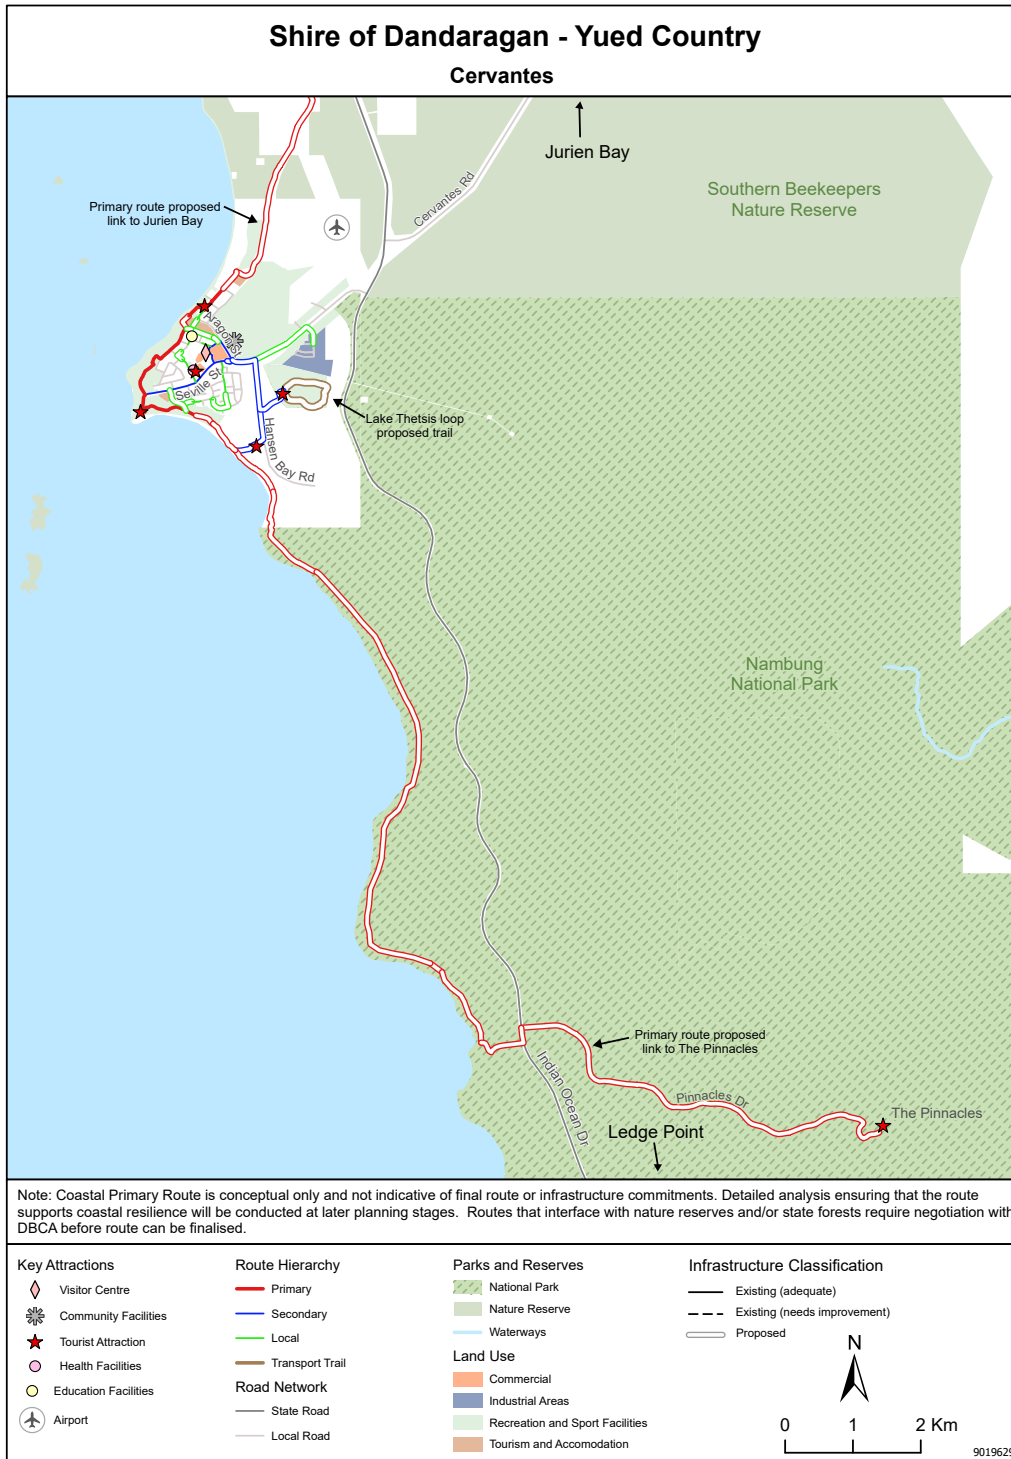 Shire of Dandaragan - Yued Country
Cervantes
Jurien Bay
Cervantes Rd
Southern Beekeepers
Nature Reserve
Primary route proposed
link to Jurien Bay
Aragon St
Seville St
Lake Thetsis loop
proposed trail
Hansen Bay Rd
Nambung
National Park
Primary route proposed
link to The Pinnacles
Indian Ocean Dr
Pinnacles Dr
The Pinnacles
Ledge Point
Note: Coastal Primary Route is conceptual only and not indicative of final route or infrastructure commitments. Detailed analysis ensuring that the route
supports coastal resilience will be conducted at later planning stages.  Routes that interface with nature reserves and/or state forests require negotiation with
DBCA before route can be finalised.
Key Attractions
Visitor Centre
Community Facilities
Tourist Attraction
Health Facilities
Education Facilities
Airport
Route Hierarchy
Primary
Secondary
Local
Transport Trail
Road Network
State Road
Local Road
Parks and Reserves
National Park
Nature Reserve
Waterways
Land Use
Commercial
Industrial Areas
Recreation and Sport Facilities
Tourism and Accomodation
Infrastructure Classification
Existing (adequate)
Existing (needs improvement)
Proposed
N
0 1 2 Km
9019629